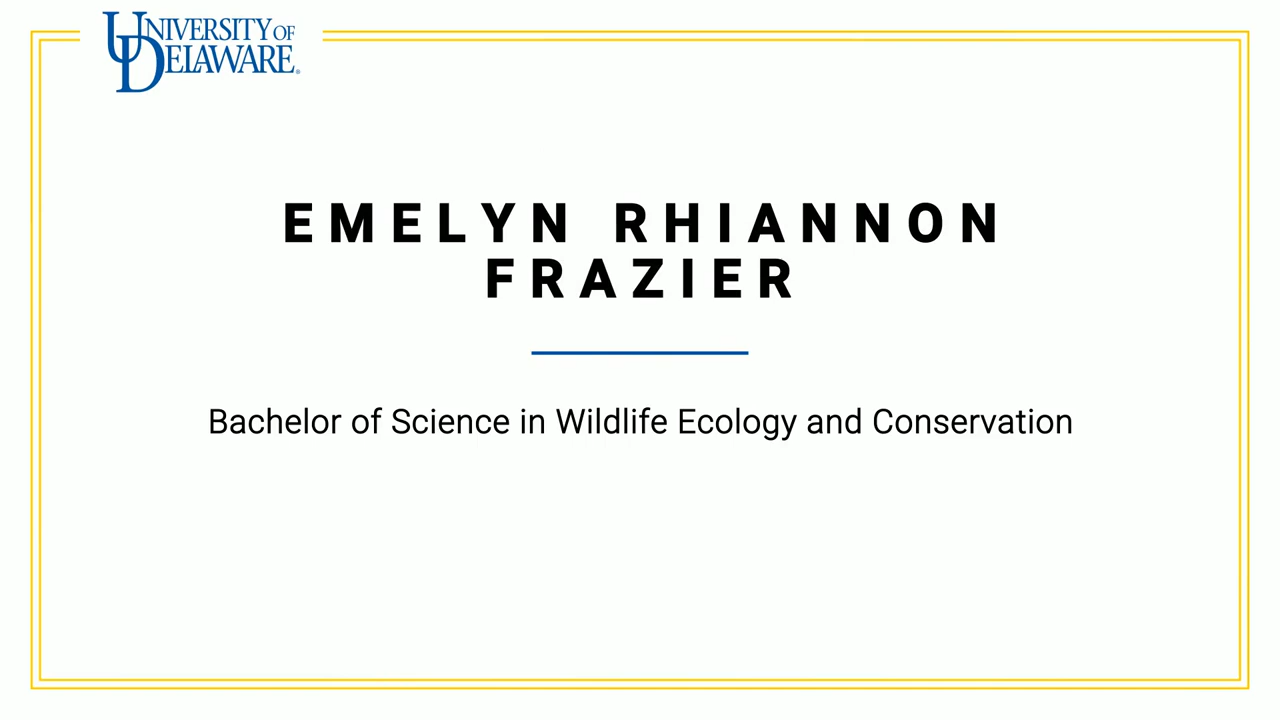 UNIVERSITY OF
DELAWARE
EMELYN RHIANNON
FRAZIER
Bachelor of Science in Wildlife Ecology and Conservation